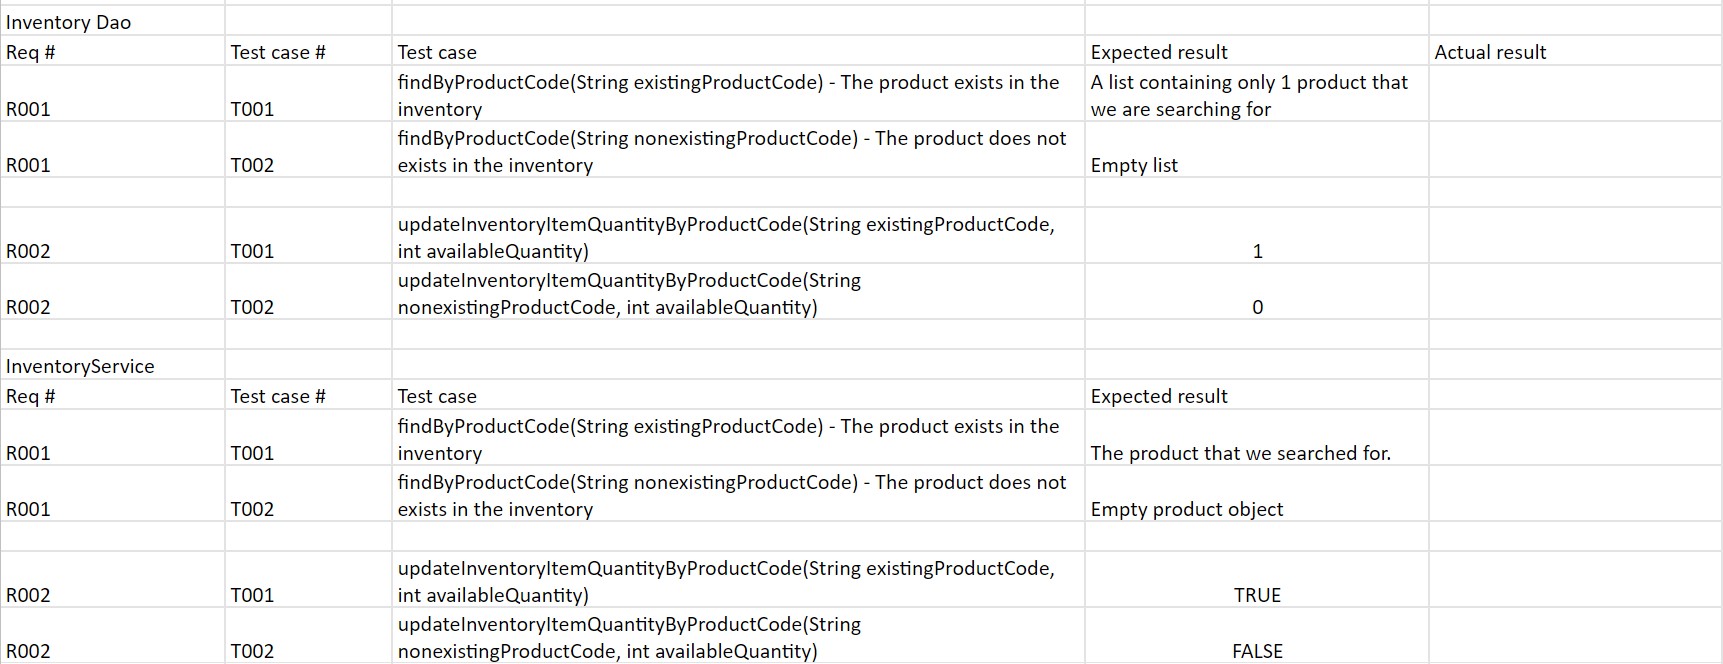 Inventory Dao
Req # Test case # Test case Expected result Actual result
findByProductCode(String existingProductCode) - The product exists in the A list containing only 1 product that
R001 T001 inventory we are searching for
findByProductCode(String nonexistingProductCode) - The product does not
R001 T002 exists in the inventory Empty list
updateInventoryItemQuantityByProductCode(String existingProductCode,
R002 T001 int availableQuantity) 1
updateInventoryItemQuantityByProductCode(String
R002 T002 nonexistingProductCode, int availableQuantity) 0
InventoryService
Req # Test case # Test case Expected result
findByProductCode(String existingProductCode) - The product exists in the
R001 T001 inventory The product that we searched for.
findByProductCode(String nonexistingProductCode) - The product does not
R001 T002 exists in the inventory Empty product object
updateInventoryItemQuantityByProductCode(String existingProductCode,
R002 T001 int availableQuantity) TRUE
updateInventoryItemQuantityByProductCode(String
R002 T002 nonexistingProductCode, int availableQuantity) FALSE